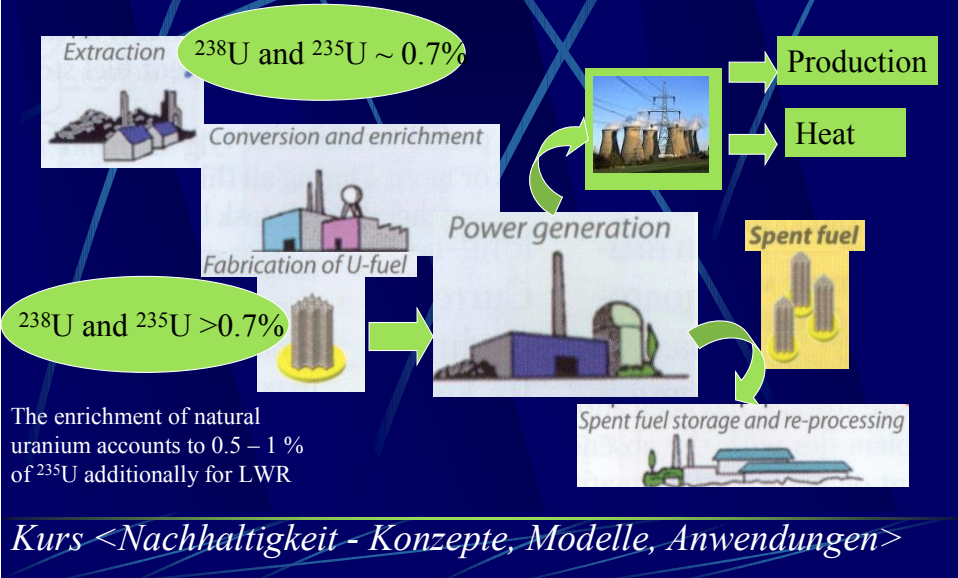 Extraction
²³⁸U and ²³⁵U ~ 0.7%
Production
Heat
Conversion and enrichment
Fabrication of U-fuel
Power generation
Spent fuel
²³⁸U and ²³⁵U >0.7%
The enrichment of natural
uranium accounts to 0.5 – 1 %
of ²³⁵U additionally for LWR
Spent fuel storage and re-processing
Kurs <Nachhaltigkeit - Konzepte, Modelle, Anwendungen>